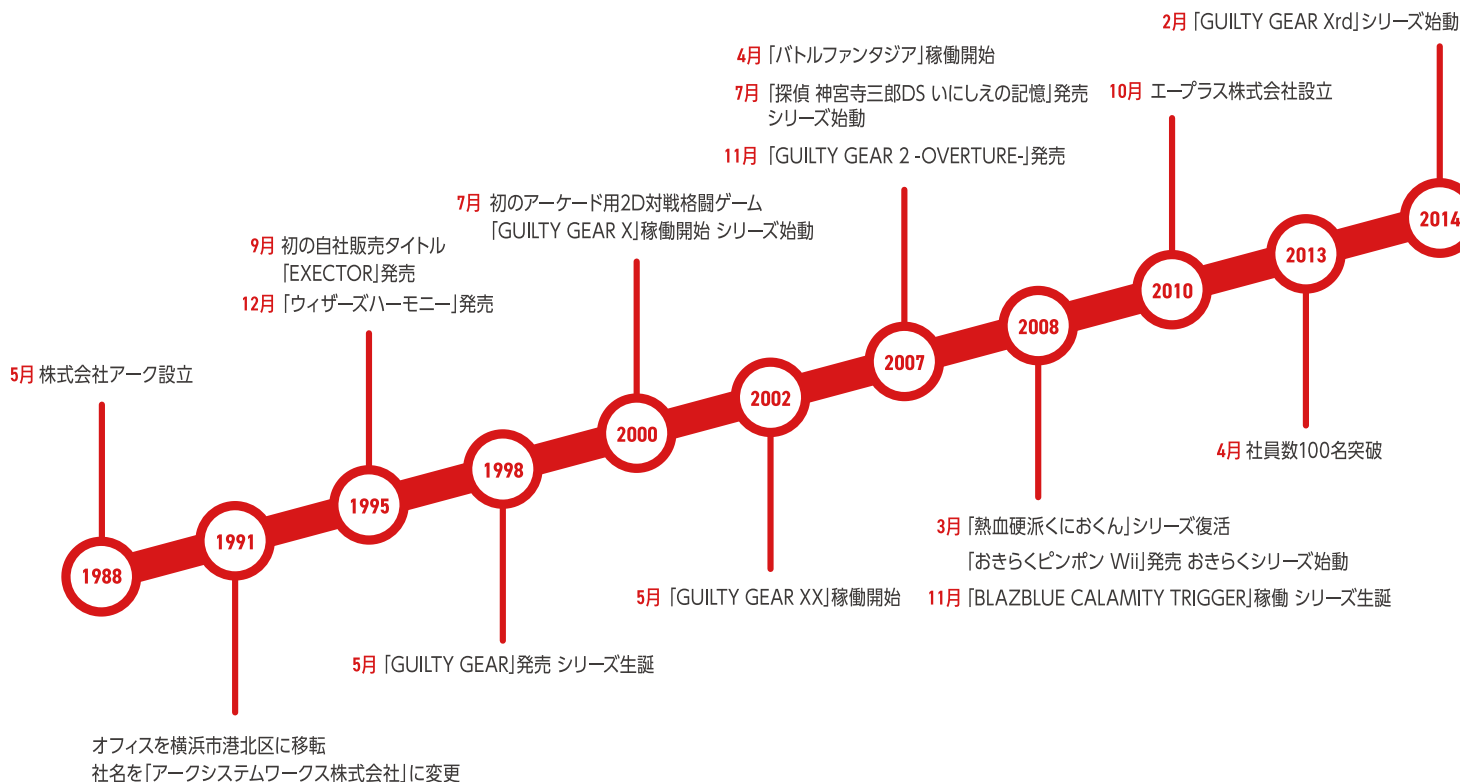 1988
5月 株式会社アーク設立
1991
オフィスを横浜市港北区に移転
社名を「アークシステムワークス株式会社」に変更
1995
9月 初の自社販売タイトル
「EXECTOR」発売
12月 「ウィザーズハーモニー」発売
1998
5月 「GUILTY GEAR」発売 シリーズ生誕
2000
7月 初のアーケード用2D対戦格闘ゲーム
「GUILTY GEAR X」稼働開始 シリーズ始動
2002
5月 「GUILTY GEAR XX」稼働開始
2007
4月 「バトルファンタジア」稼働開始
7月 「探偵 神宮寺三郎DS いにしえの記憶」発売
シリーズ始動
11月 「GUILTY GEAR 2 -OVERTURE-」発売
2008
3月 「熱血硬派くにおくん」シリーズ復活
「おきらくピンポン Wii」発売 おきらくシリーズ始動
11月 「BLAZBLUE CALAMITY TRIGGER」稼働 シリーズ生誕
2010
10月 エープラス株式会社設立
2013
4月 社員数100名突破
2014
2月 「GUILTY GEAR Xrd」シリーズ始動